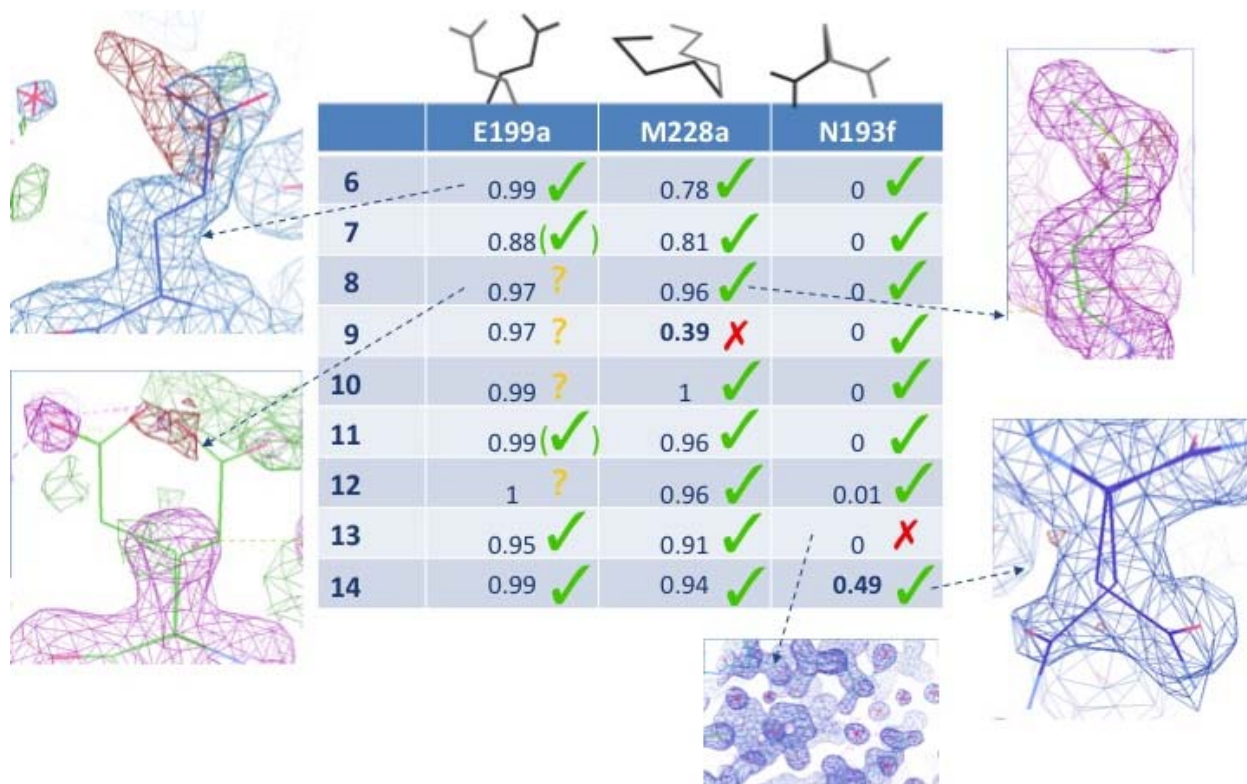 E199a M228a N193f
6 0.99 ✓ 0.78 ✓ 0 ✓
7 0.88 (✓) 0.81 ✓ 0 ✓
8 0.97 ? 0.96 ✓ 0 ✓
9 0.97 ? 0.39 ✗ 0 ✓
10 0.99 ? 1 ✓ 0 ✓
11 0.99 (✓) 0.96 ✓ 0 ✓
12 1 ? 0.96 ✓ 0.01 ✓
13 0.95 ✓ 0.91 ✓ 0 ✗
14 0.99 ✓ 0.94 ✓ 0.49 ✓